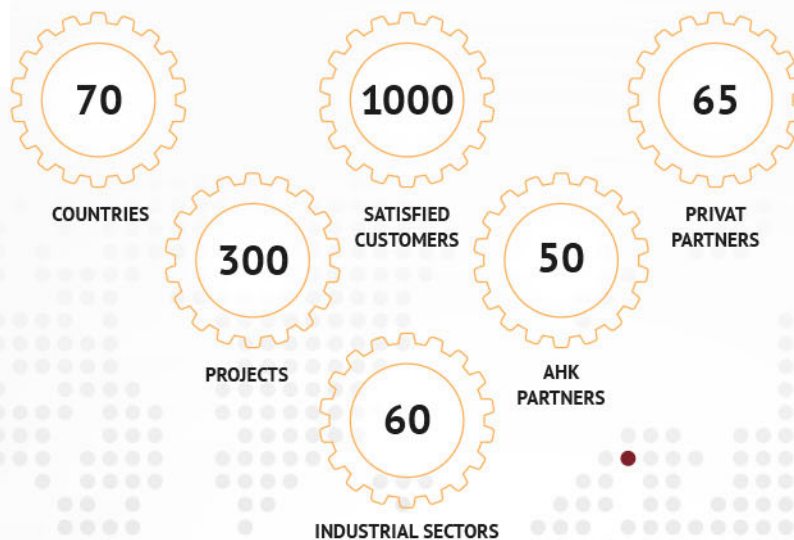 70
1000
65
COUNTRIES
SATISFIED
CUSTOMERS
PRIVAT
PARTNERS
300
50
PROJECTS
AHK
PARTNERS
60
INDUSTRIAL SECTORS